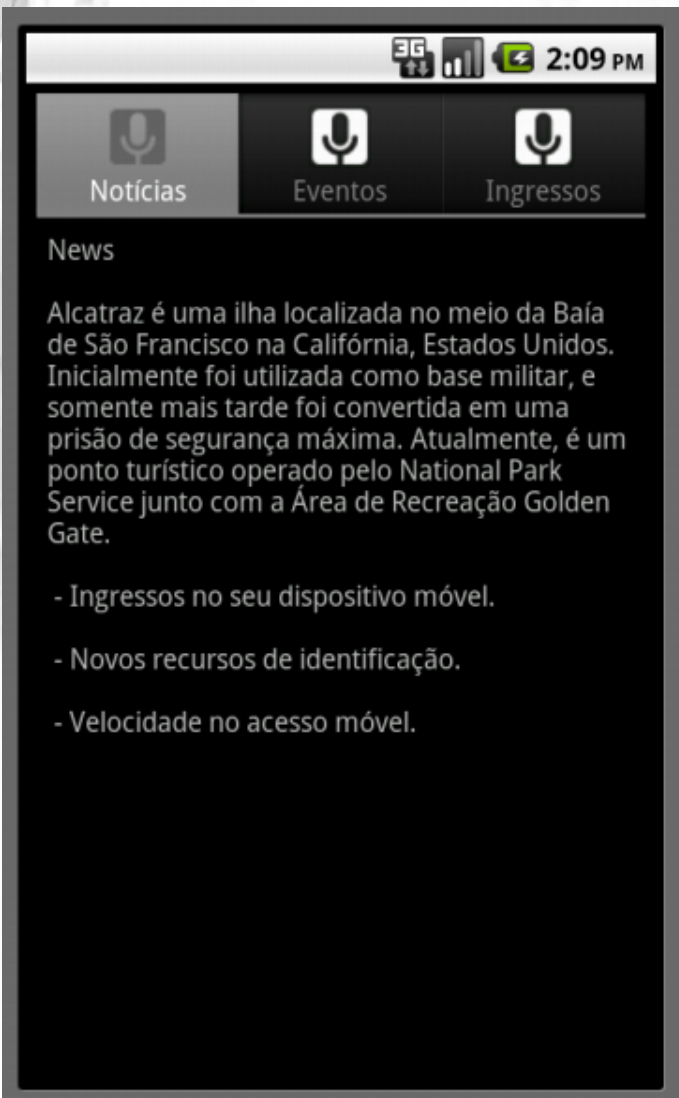 3G 2:09 PM
Notícias Eventos Ingressos
News
Alcatraz é uma ilha localizada no meio da Baía
de São Francisco na Califórnia, Estados Unidos.
Inicialmente foi utilizada como base militar, e
somente mais tarde foi convertida em uma
prisão de segurança máxima. Atualmente, é um
ponto turístico operado pelo National Park
Service junto com a Área de Recreação Golden
Gate.
- Ingressos no seu dispositivo móvel.
- Novos recursos de identificação.
- Velocidade no acesso móvel.